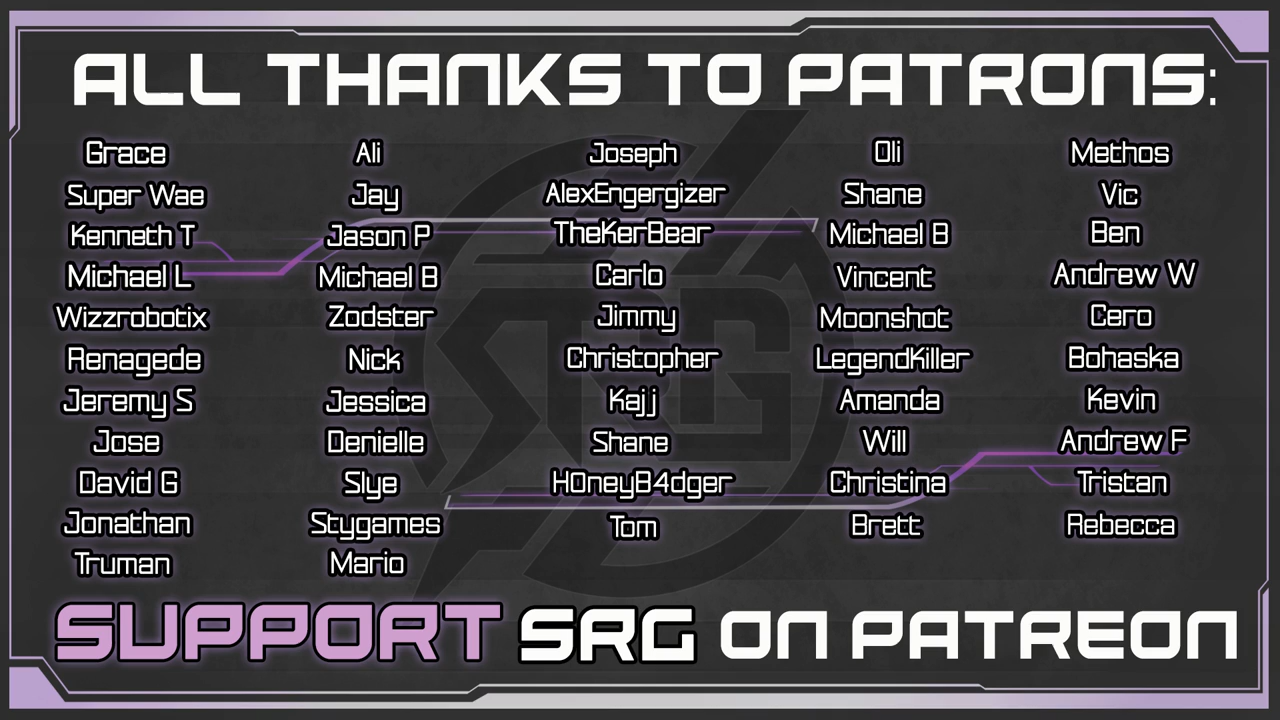 ALL THANKS TO PATRONS:
Grace Ali Joseph Oli Methos
Super Wae Jay AlexEngergizer Shane Vic
Kenneth T Jason P TheKerBear Michael B Ben
Michael L Michael B Carlo Vincent Andrew W
Wizzrobotix Zodster Jimmy Moonshot Cero
Renagede Nick Christopher LegendKiller Bohaska
Jeremy S Jessica Kajj Amanda Kevin
Jose Denielle Shane Will Andrew F
David G Slye H0neyB4dger Christina Tristan
Jonathan Stygames Tom Brett Rebecca
Truman Mario
SUPPORT SRG ON PATREON